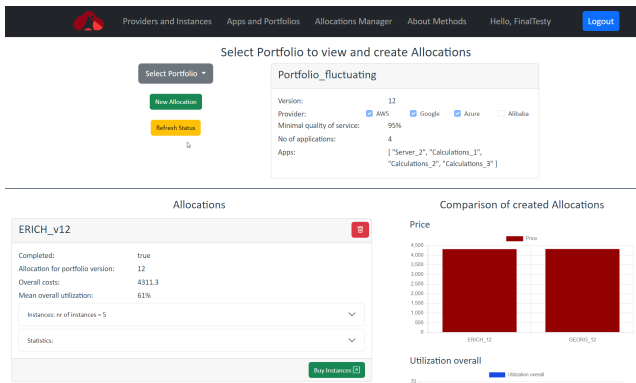 Providers and Instances Apps and Portfolios Allocations Manager About Methods Hello, FinalTesty Logout
Select Portfolio to view and create Allocations
Select Portfolio
New Allocation
Refresh Status
Portfolio_fluctuating
Version: 12
Provider: AWS Google Azure Alibaba
Minimal quality of service: 95%
No of applications: 4
Apps: [ "Server_2", "Calculations_1",
"Calculations_2", "Calculations_3" ]
Allocations
ERICH_v12
Completed: true
Allocation for portfolio version: 12
Overall costs: 4311.3
Mean overall utilization: 61%
Instances: nr of instances = 5
Statistics:
Buy Instances
Comparison of created Allocations
Price
Price
4,500
4,000
3,500
3,000
2,500
2,000
1,500
1,000
500
0
ERICH_12 GEORG_12
Utilization overall
Utilization overall
70